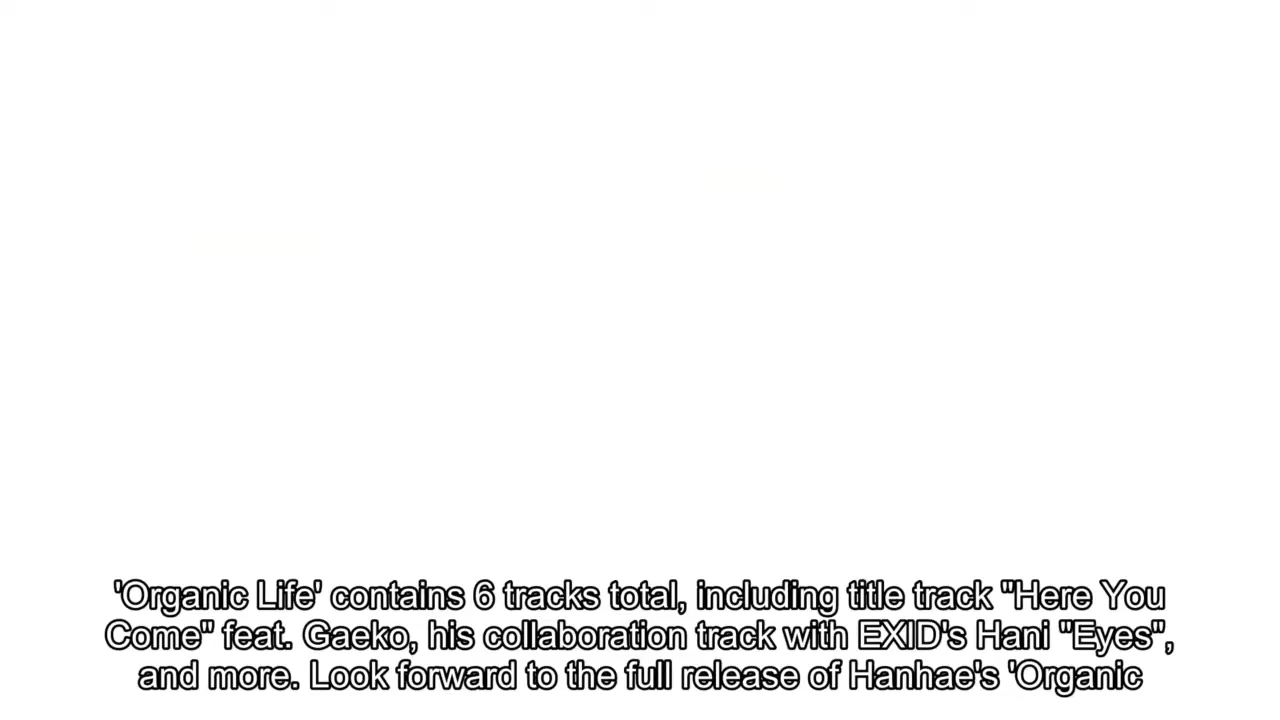 'Organic Life' contains 6 tracks total, including title track "Here You
Come" feat. Gaeko, his collaboration track with EXID's Hani "Eyes",
and more. Look forward to the full release of Hanhae's 'Organic